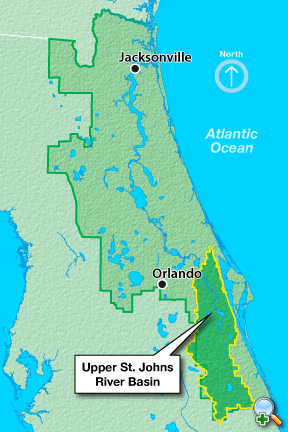 Jacksonville
North
Atlantic
Ocean
Orlando
Upper St. Johns
River Basin